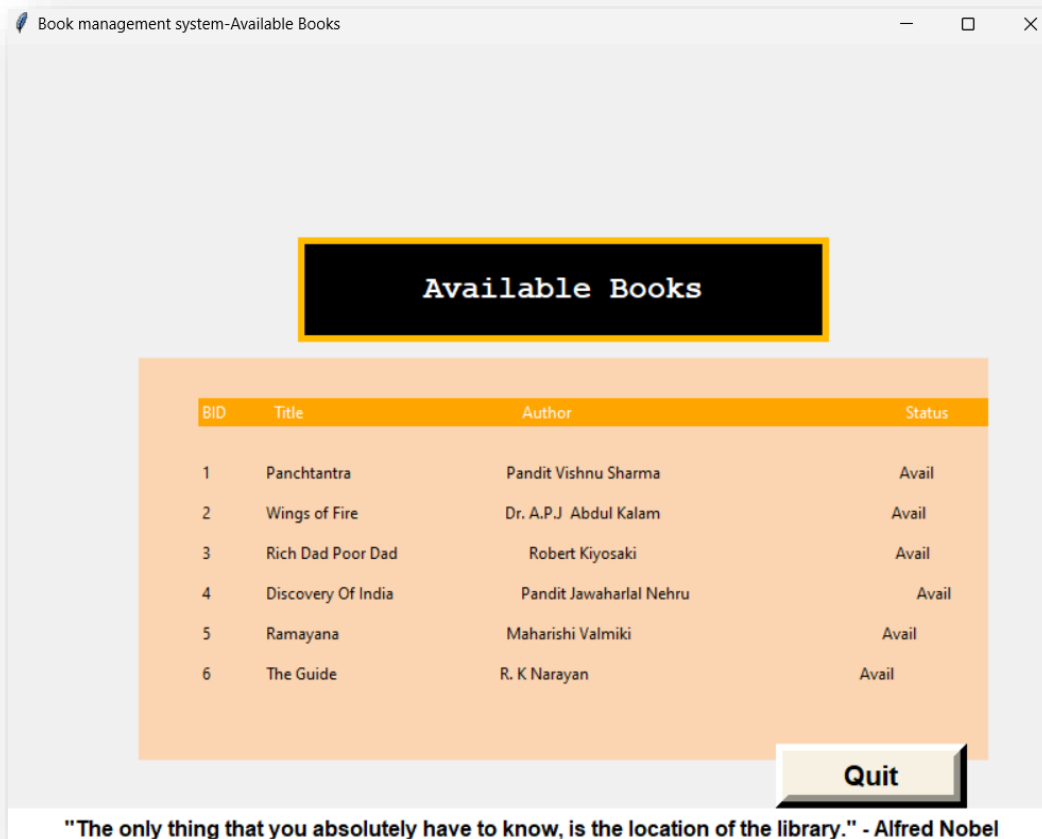 Book management system-Available Books
Available Books
BID Title Author Status
1 Panchtantra Pandit Vishnu Sharma Avail
2 Wings of Fire Dr. A.P.J Abdul Kalam Avail
3 Rich Dad Poor Dad Robert Kiyosaki Avail
4 Discovery Of India Pandit Jawaharlal Nehru Avail
5 Ramayana Maharishi Valmiki Avail
6 The Guide R. K Narayan Avail
Quit
"The only thing that you absolutely have to know, is the location of the library." - Alfred Nobel